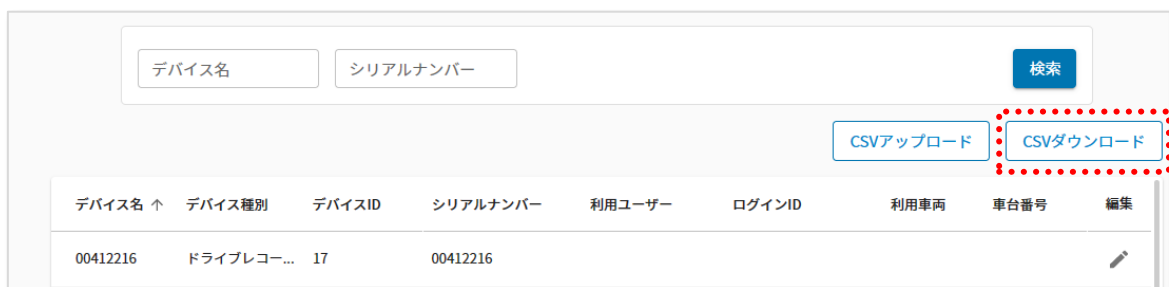 デバイス名 シリアルナンバー 検索
CSVアップロード CSVダウンロード
デバイス名 ↑ デバイス種別 デバイスID シリアルナンバー 利用ユーザー ログインID 利用車両 車台番号 編集
00412216 ドライブレコー... 17 00412216